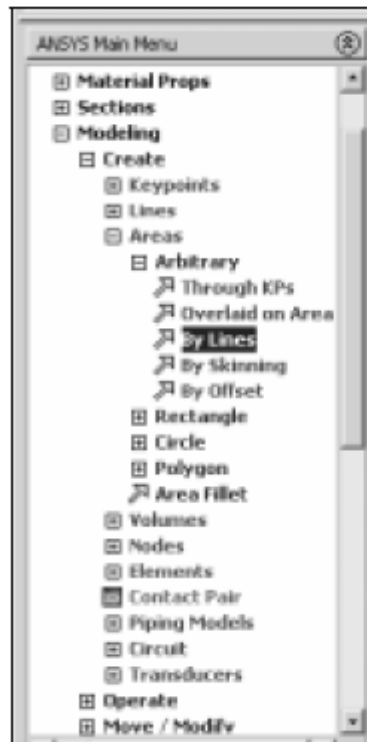 ANSYS Main Menu
Material Props
Sections
Modeling
Create
Keypoints
Lines
Areas
Arbitrary
Through KPs
Overlaid on Area
By Lines
By Skinning
By Offset
Rectangle
Circle
Polygon
Area Fillet
Volumes
Nodes
Elements
Contact Pair
Piping Models
Circuit
Transducers
Operate
Move / Modify